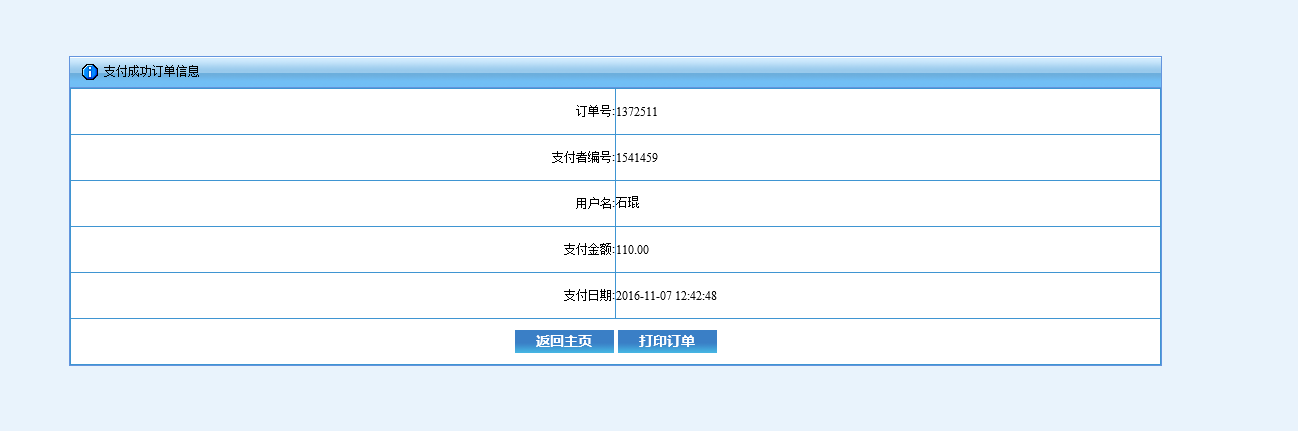 支付成功订单信息
订单号:1372511
支付者编号:1541459
用户名:石琨
支付金额:110.00
支付日期:2016-11-07 12:42:48
返回主页 打印订单